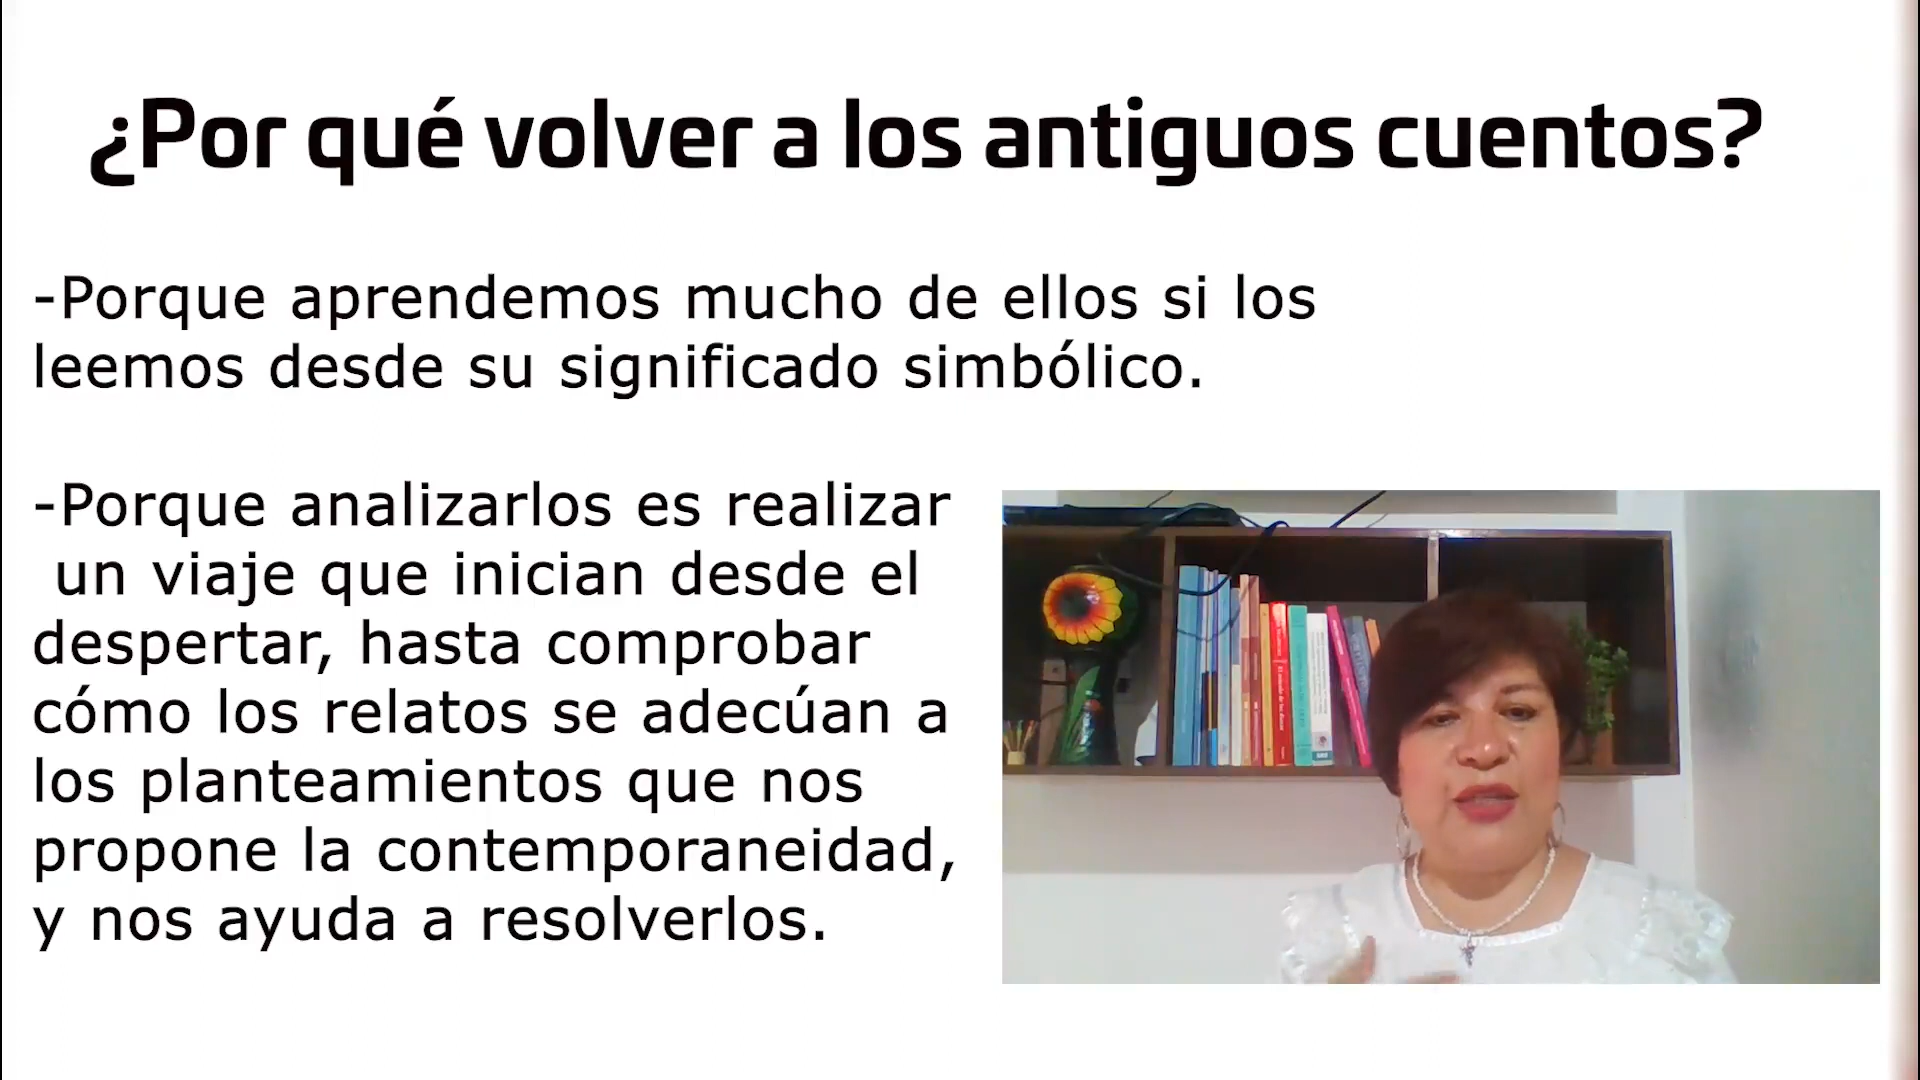 ¿Por qué volver a los antiguos cuentos?
-Porque aprendemos mucho de ellos si los
leemos desde su significado simbólico.
-Porque analizarlos es realizar
un viaje que inician desde el
despertar, hasta comprobar
cómo los relatos se adecúan a
los planteamientos que nos
propone la contemporaneidad,
y nos ayuda a resolverlos.